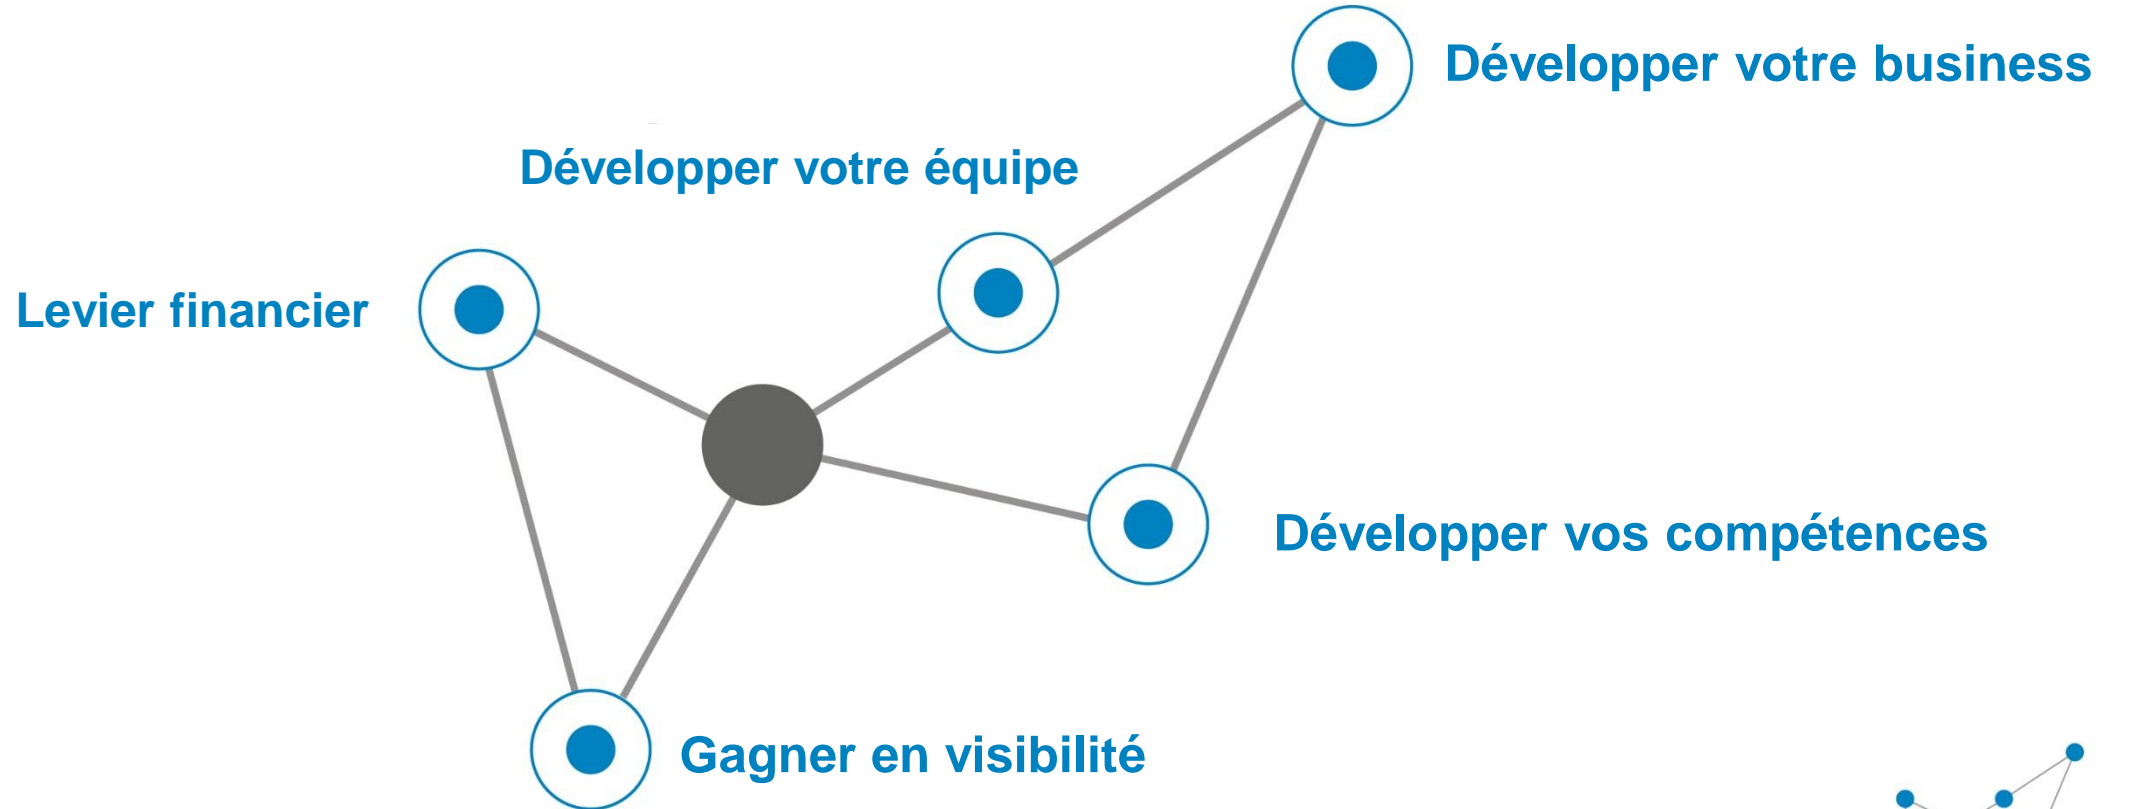 Développer votre business
Développer votre équipe
Levier financier
Développer vos compétences
Gagner en visibilité